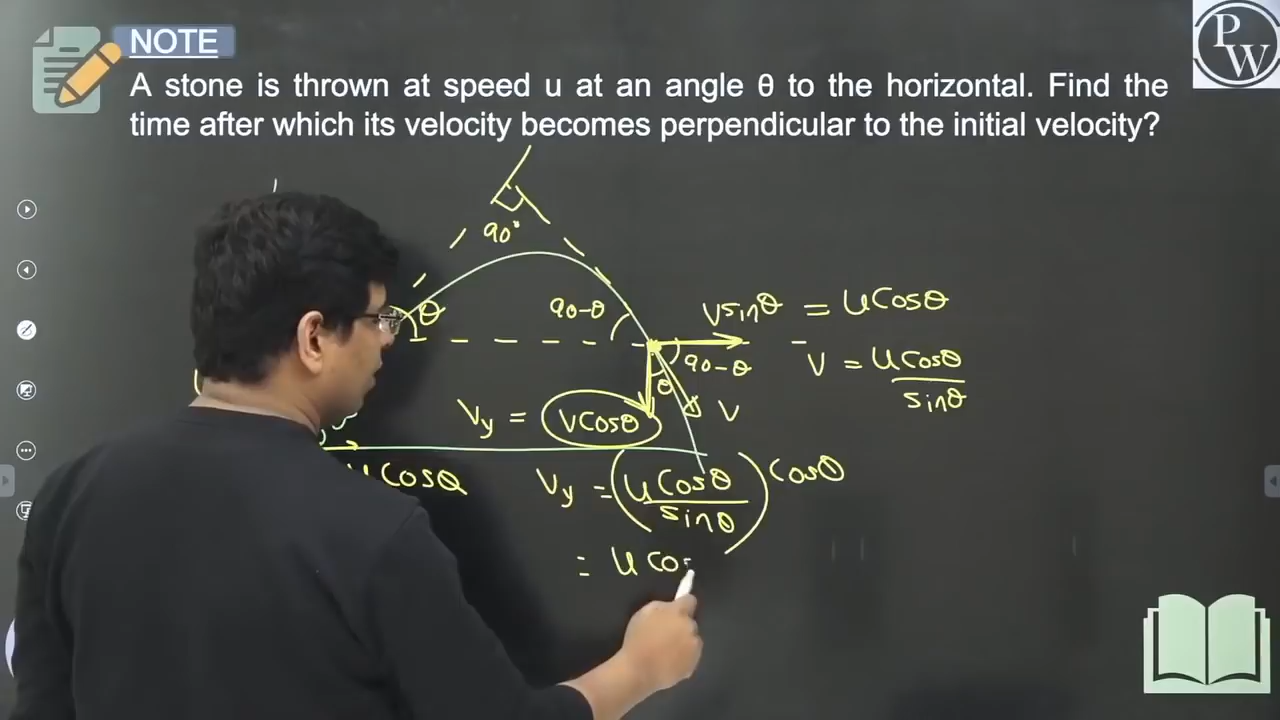 NOTE
PW
A stone is thrown at speed u at an angle θ to the horizontal. Find the
time after which its velocity becomes perpendicular to the initial velocity?
90°
θ
90-θ
vsinθ = uCosθ
90-θ
V = uCosθ/sinθ
θ
V
Vy = VCosθ
uCosθ
Vy = (uCosθ/sinθ)Cosθ
= u Cos